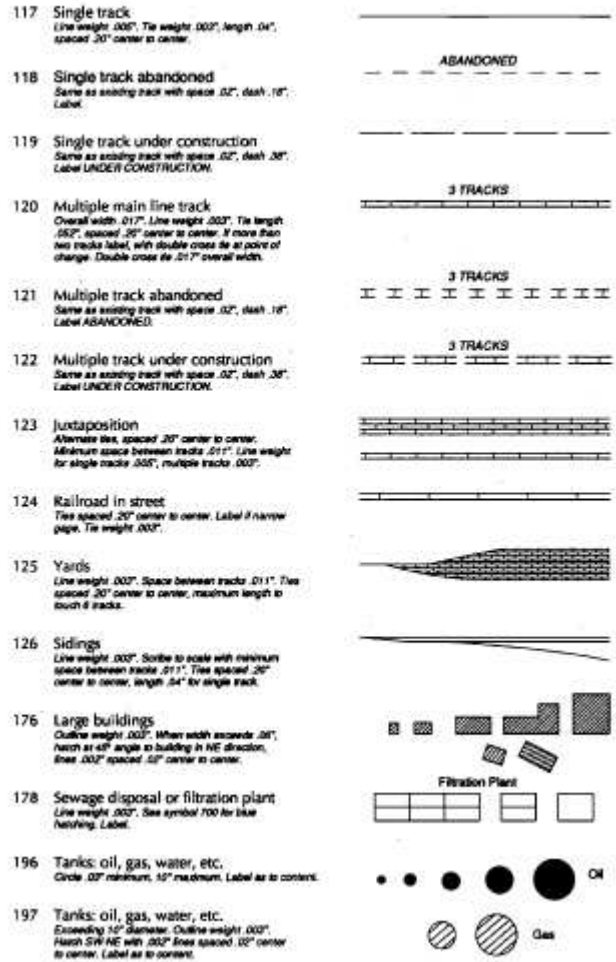 117 Single track
Line weight .005". Tie weight .003", length .04",
spaced .20" center to center.
ABANDONED
118 Single track abandoned
Same as existing track with space .02", dash .18".
Label.
119 Single track under construction
Same as existing track with space .02", dash .38".
Label UNDER CONSTRUCTION.
3 TRACKS
120 Multiple main line track
Overall width .017". Line weight .003". Tie length
.052", spaced .20" center to center. If more than
two tracks label, with double cross tie at point of
change. Double cross tie .017" overall width.
3 TRACKS
121 Multiple track abandoned
Same as existing track with space .02", dash .18".
Label ABANDONED.
3 TRACKS
122 Multiple track under construction
Same as existing track with space .02", dash .38".
Label UNDER CONSTRUCTION.
123 Juxtaposition
Alternate ties, spaced .20" center to center.
Minimum space between tracks .011". Line weight
for single tracks .005", multiple tracks .003".
124 Railroad in street
Ties spaced .20" center to center. Label if narrow
gage. Tie weight .003".
125 Yards
Line weight .003". Space between tracks .011". Ties
spaced .20" center to center, maximum length to
touch 6 tracks.
126 Sidings
Line weight .003". Scribe to scale with minimum
space between tracks .011". Ties spaced .20"
center to center, length .04" for single track.
176 Large buildings
Outline weight .003". When width exceeds
hatch at 45° angle to building in NE direction,
lines .002" spaced .02" center to center.
Filtration Plant
178 Sewage disposal or filtration plant
Line weight .003". See symbol 700 for blue
hatching. Label.
196 Tanks: oil, gas, water, etc.
Circle .03" minimum, .10" maximum. Label as to content.
Oil
197 Tanks: oil, gas, water, etc.
Exceeding .10" diameter. Outline weight .003".
Hatch SW-NE with .002" lines spaced .02" center
to center. Label as to content.
Gas